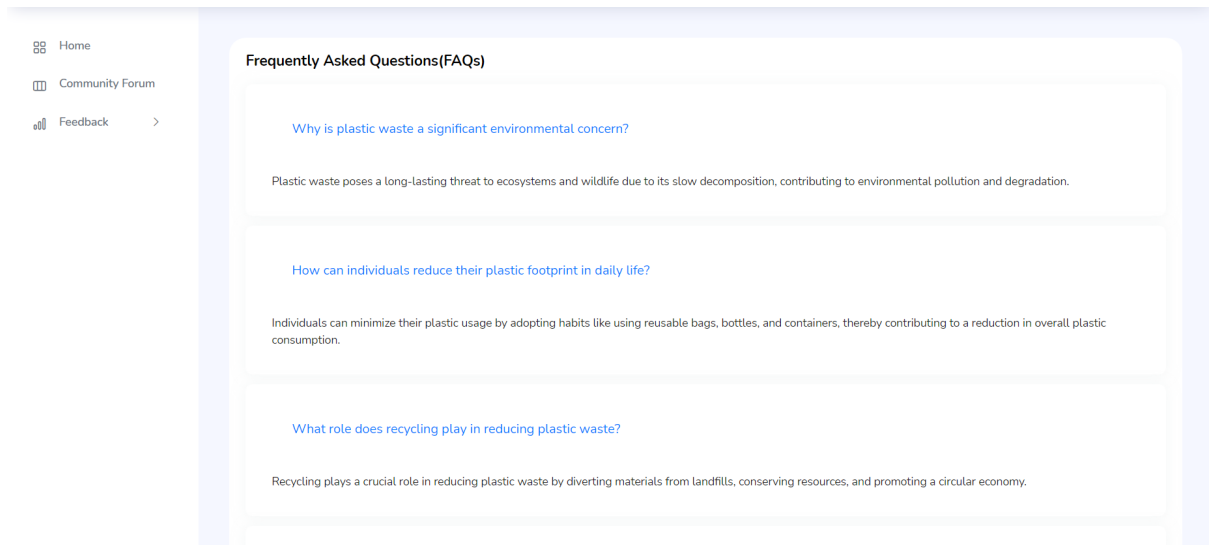 Home
Community Forum
Feedback
Frequently Asked Questions(FAQs)
Why is plastic waste a significant environmental concern?
Plastic waste poses a long-lasting threat to ecosystems and wildlife due to its slow decomposition, contributing to environmental pollution and degradation.
How can individuals reduce their plastic footprint in daily life?
Individuals can minimize their plastic usage by adopting habits like using reusable bags, bottles, and containers, thereby contributing to a reduction in overall plastic
consumption.
What role does recycling play in reducing plastic waste?
Recycling plays a crucial role in reducing plastic waste by diverting materials from landfills, conserving resources, and promoting a circular economy.